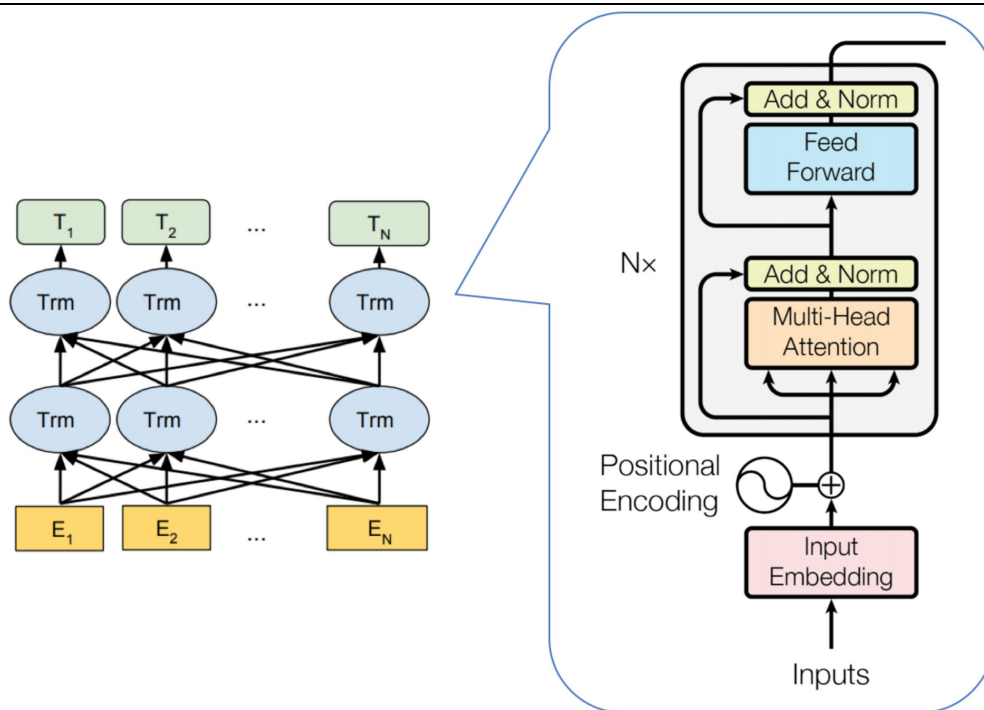 T1 T2 ... TN
Trm Trm ... Trm
Trm Trm ... Trm
E1 E2 ... EN
Add & Norm
Feed
Forward
N×
Add & Norm
Multi-Head
Attention
Positional
Encoding
Input
Embedding
Inputs